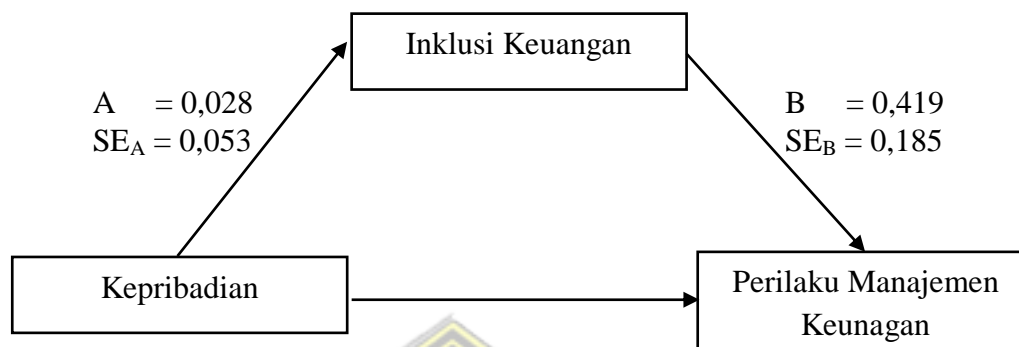 Inklusi Keuangan
A = 0,028
SE_A = 0,053
B = 0,419
SE_B = 0,185
Kepribadian
Perilaku Manajemen
Keunagan